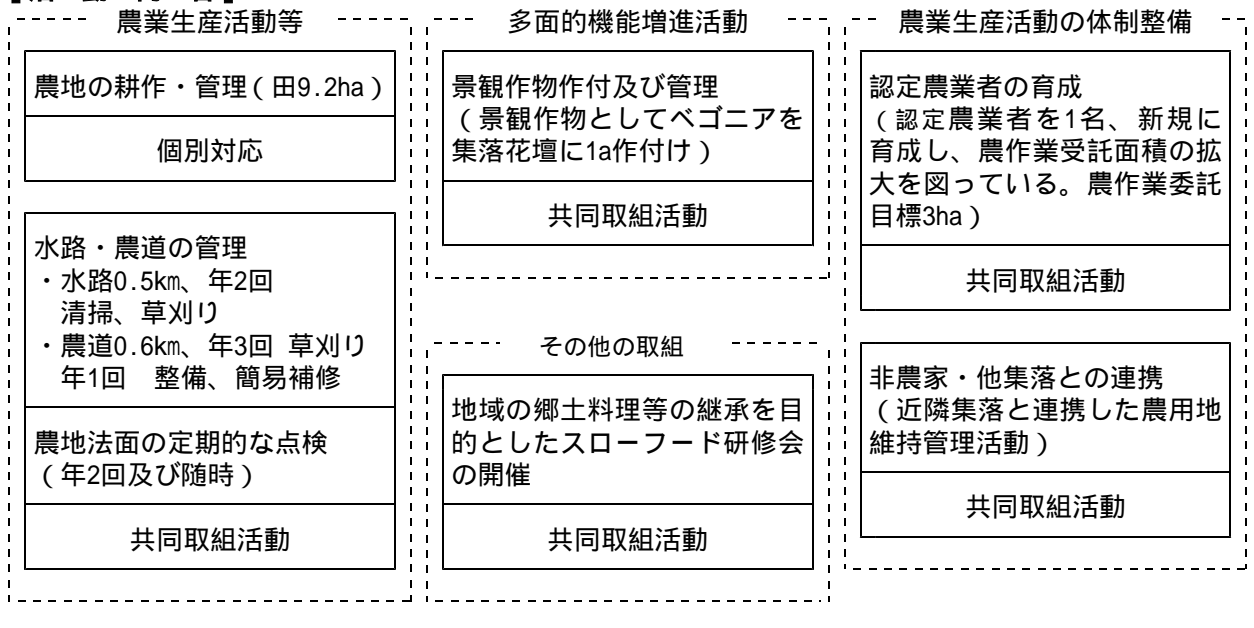 農業生産活動等
農地の耕作・管理(田9.2ha)
個別対応
水路・農道の管理
・水路0.5㎞、年2回
清掃、草刈り
・農道0.6㎞、年3回 草刈り
年1回 整備、簡易補修
農地法面の定期的な点検
(年2回及び随時)
共同取組活動
多面的機能増進活動
景観作物作付及び管理
(景観作物としてベゴニアを
集落花壇に1a作付け)
共同取組活動
その他の取組
地域の郷土料理等の継承を目
的としたスローフード研修会
の開催
共同取組活動
農業生産活動の体制整備
認定農業者の育成
(認定農業者を1名、新規に
育成し、農作業受託面積の拡
大を図っている。農作業委託
目標3ha)
共同取組活動
非農家・他集落との連携
(近隣集落と連携した農用地
維持管理活動)
共同取組活動